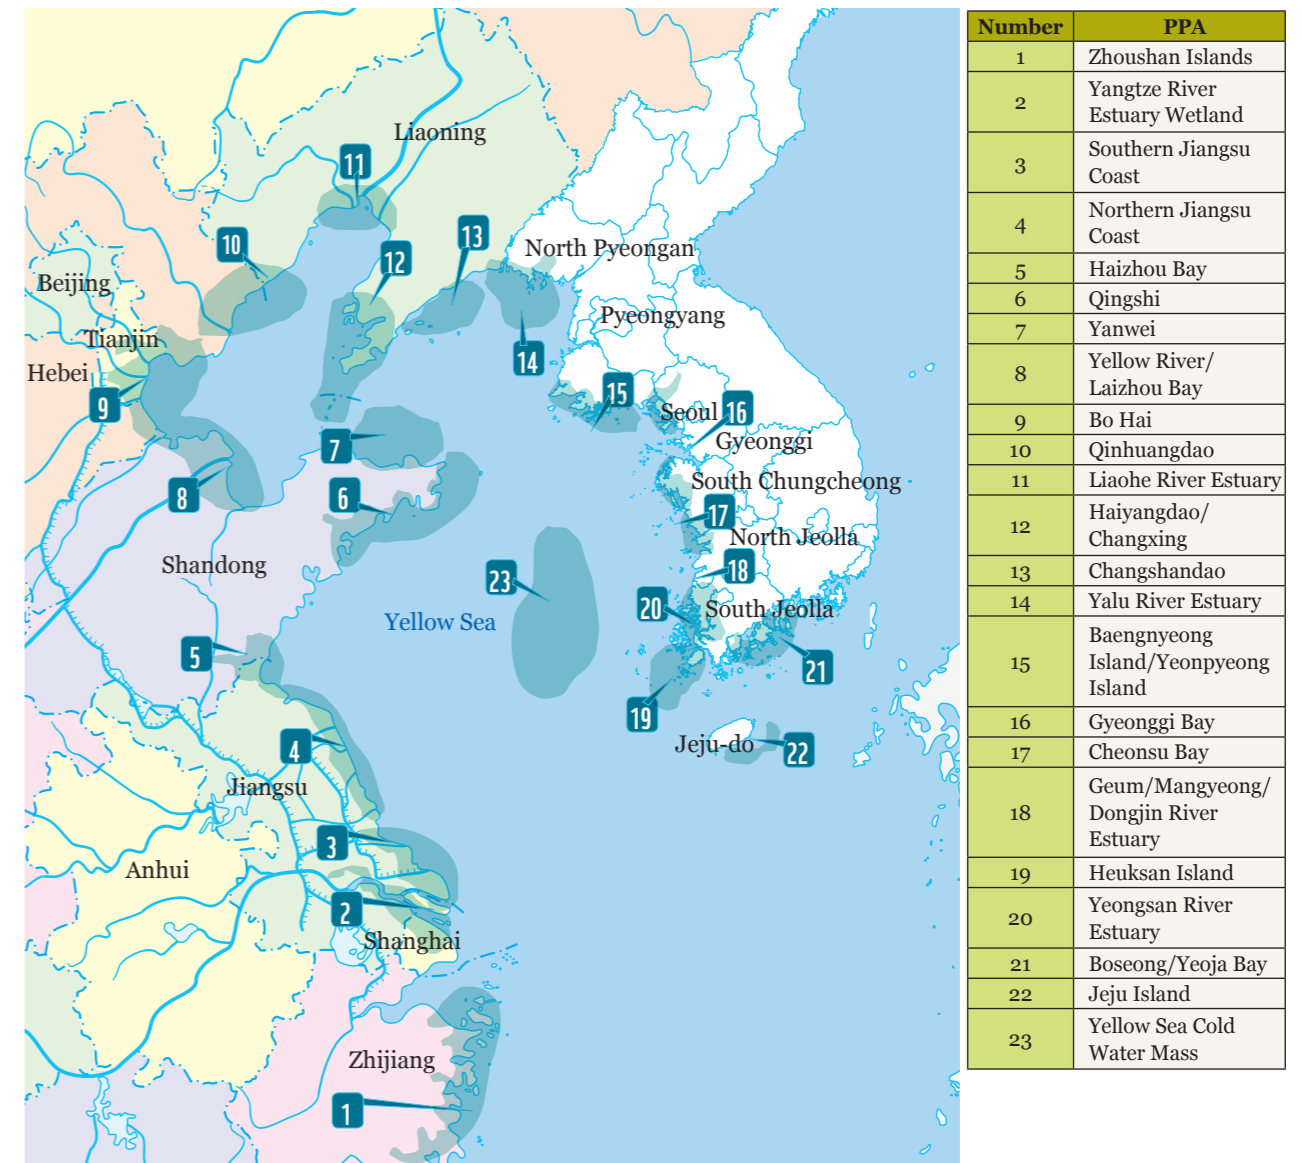 Liaoning
11
13
10
12
North Pyeongan
Beijing
Pyeongyang
Tianjin
14
Hebei
15
9
Seoul
16
7
Gyeonggi
8
6
South Chungcheong
17
North Jeolla
Shandong
18
23
20
South Jeolla
Yellow Sea
5
21
19
4
Jeju-do
22
Jiangsu
3
Anhui
2
Shanghai
Zhijiang
1
Number PPA
1 Zhoushan Islands
2 Yangtze River
Estuary Wetland
3 Southern Jiangsu
Coast
4 Northern Jiangsu
Coast
5 Haizhou Bay
6 Qingshi
7 Yanwei
8 Yellow River/
Laizhou Bay
9 Bo Hai
10 Qinhuangdao
11 Liaohe River Estuary
12 Haiyangdao/
Changxing
13 Changshandao
14 Yalu River Estuary
15 Baengnyeong
Island/Yeonpyeong
Island
16 Gyeonggi Bay
17 Cheonsu Bay
18 Geum/Mangyeong/
Dongjin River
Estuary
19 Heuksan Island
20 Yeongsan River
Estuary
21 Boseong/Yeoja Bay
22 Jeju Island
23 Yellow Sea Cold
Water Mass